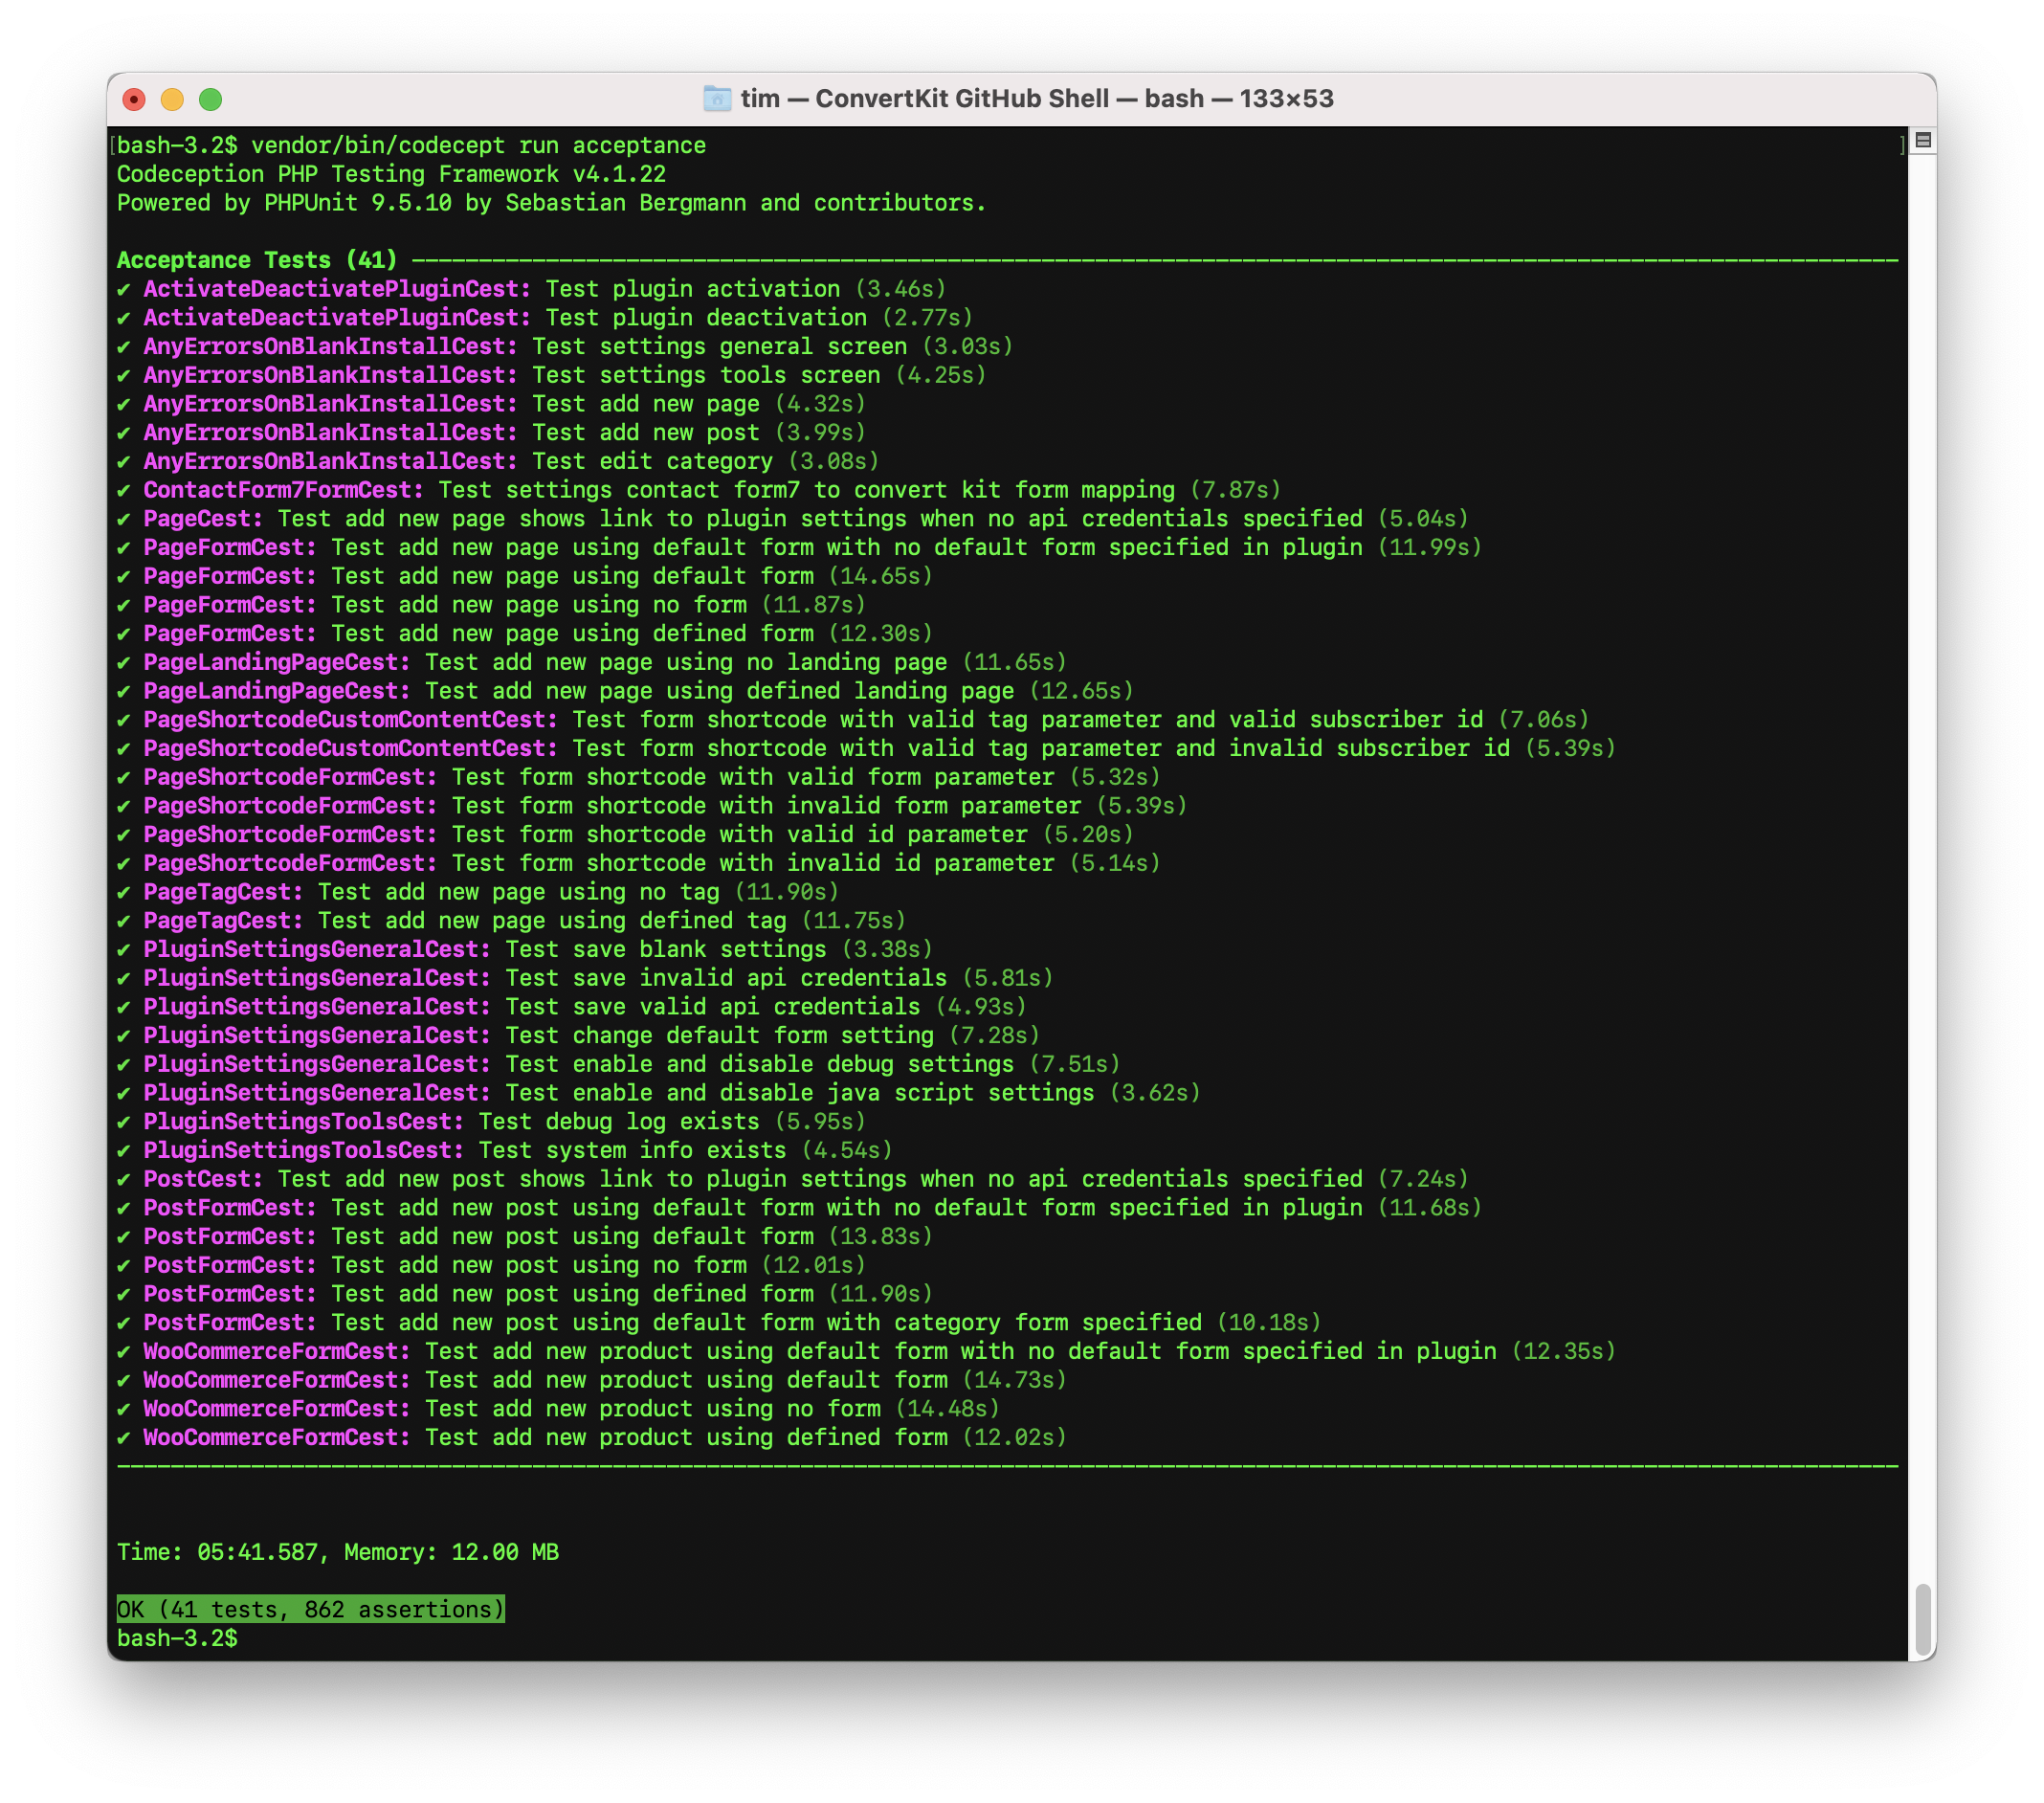 tim — ConvertKit GitHub Shell — bash — 133×53
[bash-3.2$ vendor/bin/codecept run acceptance ]
Codeception PHP Testing Framework v4.1.22
Powered by PHPUnit 9.5.10 by Sebastian Bergmann and contributors.
Acceptance Tests (41) ---------------------------------------------------------------------------------------------------------------
✔ ActivateDeactivatePluginCest: Test plugin activation (3.46s)
✔ ActivateDeactivatePluginCest: Test plugin deactivation (2.77s)
✔ AnyErrorsOnBlankInstallCest: Test settings general screen (3.03s)
✔ AnyErrorsOnBlankInstallCest: Test settings tools screen (4.25s)
✔ AnyErrorsOnBlankInstallCest: Test add new page (4.32s)
✔ AnyErrorsOnBlankInstallCest: Test add new post (3.99s)
✔ AnyErrorsOnBlankInstallCest: Test edit category (3.08s)
✔ ContactForm7FormCest: Test settings contact form7 to convert kit form mapping (7.87s)
✔ PageCest: Test add new page shows link to plugin settings when no api credentials specified (5.04s)
✔ PageFormCest: Test add new page using default form with no default form specified in plugin (11.99s)
✔ PageFormCest: Test add new page using default form (14.65s)
✔ PageFormCest: Test add new page using no form (11.87s)
✔ PageFormCest: Test add new page using defined form (12.30s)
✔ PageLandingPageCest: Test add new page using no landing page (11.65s)
✔ PageLandingPageCest: Test add new page using defined landing page (12.65s)
✔ PageShortcodeCustomContentCest: Test form shortcode with valid tag parameter and valid subscriber id (7.06s)
✔ PageShortcodeCustomContentCest: Test form shortcode with valid tag parameter and invalid subscriber id (5.39s)
✔ PageShortcodeFormCest: Test form shortcode with valid form parameter (5.32s)
✔ PageShortcodeFormCest: Test form shortcode with invalid form parameter (5.39s)
✔ PageShortcodeFormCest: Test form shortcode with valid id parameter (5.20s)
✔ PageShortcodeFormCest: Test form shortcode with invalid id parameter (5.14s)
✔ PageTagCest: Test add new page using no tag (11.90s)
✔ PageTagCest: Test add new page using defined tag (11.75s)
✔ PluginSettingsGeneralCest: Test save blank settings (3.38s)
✔ PluginSettingsGeneralCest: Test save invalid api credentials (5.81s)
✔ PluginSettingsGeneralCest: Test save valid api credentials (4.93s)
✔ PluginSettingsGeneralCest: Test change default form setting (7.28s)
✔ PluginSettingsGeneralCest: Test enable and disable debug settings (7.51s)
✔ PluginSettingsGeneralCest: Test enable and disable java script settings (3.62s)
✔ PluginSettingsToolsCest: Test debug log exists (5.95s)
✔ PluginSettingsToolsCest: Test system info exists (4.54s)
✔ PostCest: Test add new post shows link to plugin settings when no api credentials specified (7.24s)
✔ PostFormCest: Test add new post using default form with no default form specified in plugin (11.68s)
✔ PostFormCest: Test add new post using default form (13.83s)
✔ PostFormCest: Test add new post using no form (12.01s)
✔ PostFormCest: Test add new post using defined form (11.90s)
✔ PostFormCest: Test add new post using default form with category form specified (10.18s)
✔ WooCommerceFormCest: Test add new product using default form with no default form specified in plugin (12.35s)
✔ WooCommerceFormCest: Test add new product using default form (14.73s)
✔ WooCommerceFormCest: Test add new product using no form (14.48s)
✔ WooCommerceFormCest: Test add new product using defined form (12.02s)
-------------------------------------------------------------------------------------------------------------------------------------
Time: 05:41.587, Memory: 12.00 MB
OK (41 tests, 862 assertions)
bash-3.2$